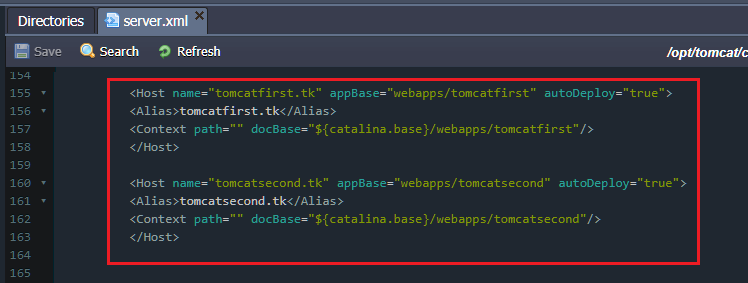 Directories
server.xml
Save
Search
Refresh
/opt/tomcat/c
154
155 <Host name="tomcatfirst.tk" appBase="webapps/tomcatfirst" autoDeploy="true">
156 <Alias>tomcatfirst.tk</Alias>
157 <Context path="" docBase="${catalina.base}/webapps/tomcatfirst"/>
158 </Host>
159
160 <Host name="tomcatsecond.tk" appBase="webapps/tomcatsecond" autoDeploy="true">
161 <Alias>tomcatsecond.tk</Alias>
162 <Context path="" docBase="${catalina.base}/webapps/tomcatsecond"/>
163 </Host>
164
165